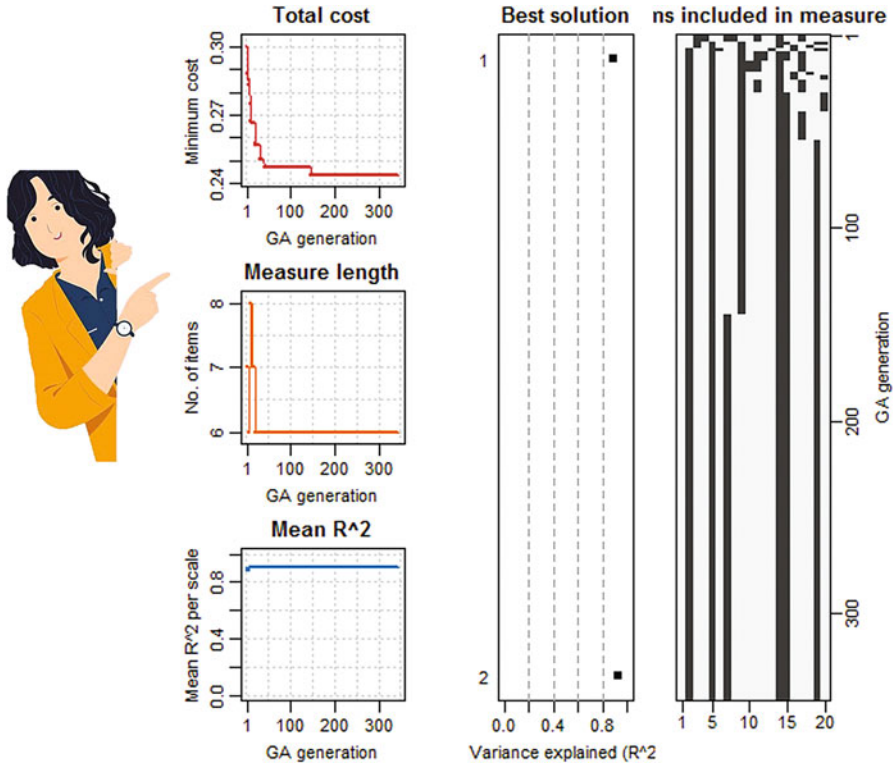 Total cost
Minimum cost
0.24 0.27 0.30
1 100 200 300
GA generation
Measure length
No. of items
6 7 8
1 100 200 300
GA generation
Mean R^2
Mean R^2 per scale
0.0 0.4 0.8
1 100 200 300
GA generation
Best solution
1
2
0.0 0.4 0.8
Variance explained (R^2
ns included in measure
1 100 200 300
GA generation
1 5 10 15 20